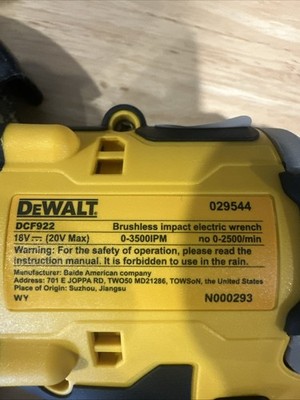 DEWALT 029544
DCF922 Brushless impact electric wrench
18V⎓ (20V Max) 0-3500IPM no 0-2500/min
Warning: For the safety of operation, please read the
instruction manual. It is forbidden to use in the rain.
Manufacturer: Baide American company
Address: 701 E JOPPA RD, TWO50 MD21286, TOWSoN, the United States
Place of Origin: Suzhou, Jiangsu
WY N000293